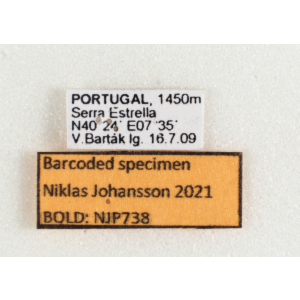 PORTUGAL, 1450m
Serra Estrella
N40°24' E07°35'
V.Barták lg. 16.7.09
Barcoded specimen
Niklas Johansson 2021
BOLD: NJP738